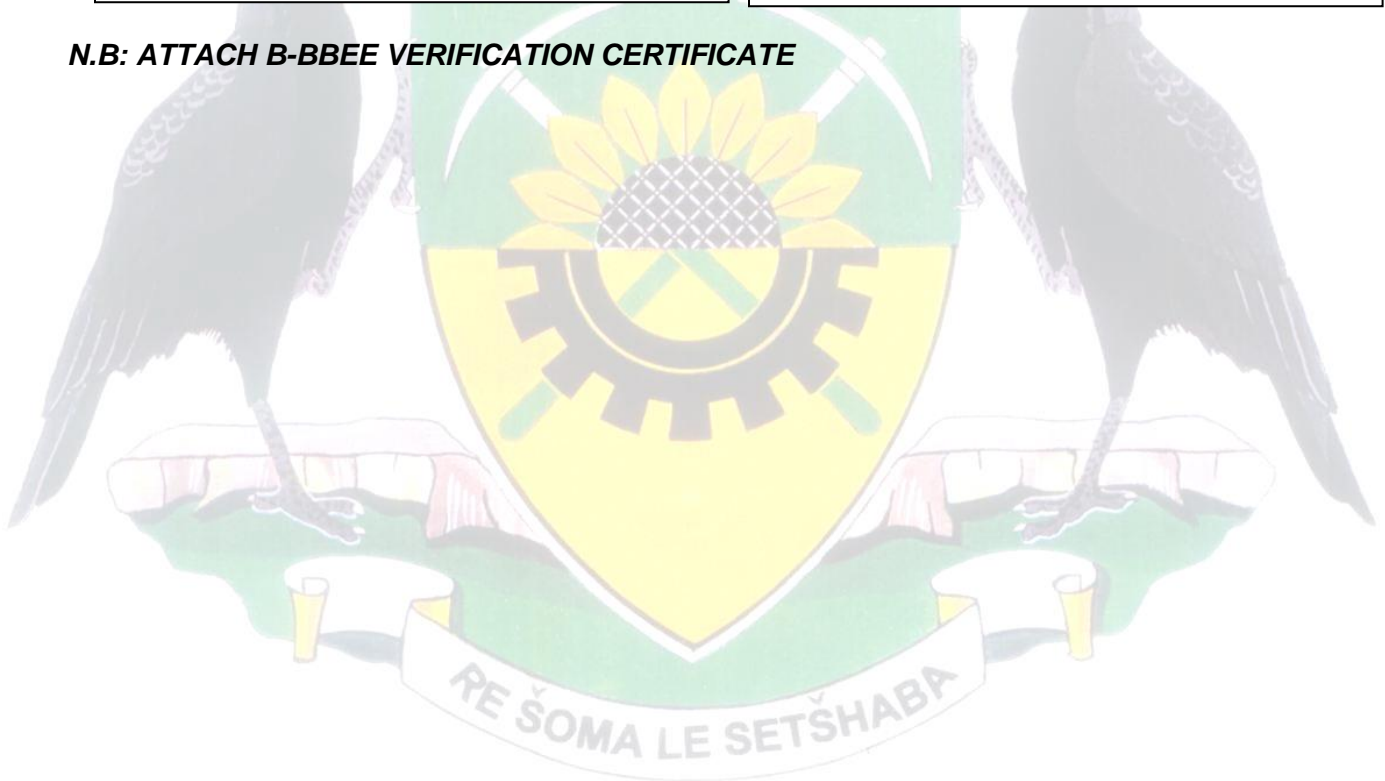 N.B: ATTACH B-BBEE VERIFICATION CERTIFICATE
RE ŠOMA LE SETŠHABA